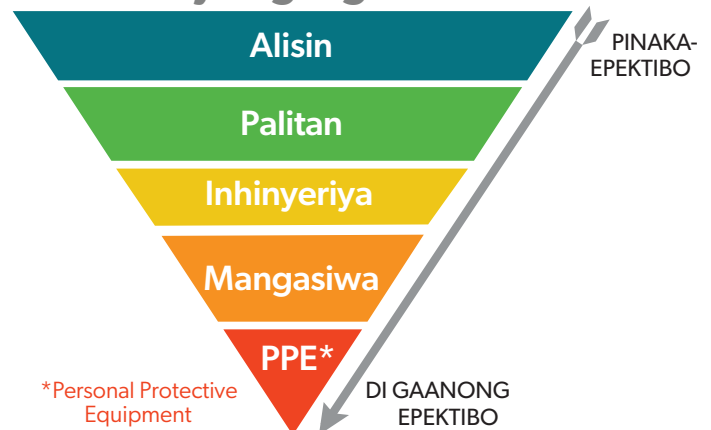 Alisin
PINAKA-
EPEKTIBO
Palitan
Inhinyeriya
Mangasiwa
PPE*
*Personal Protective
Equipment
DI GAANONG
EPEKTIBO